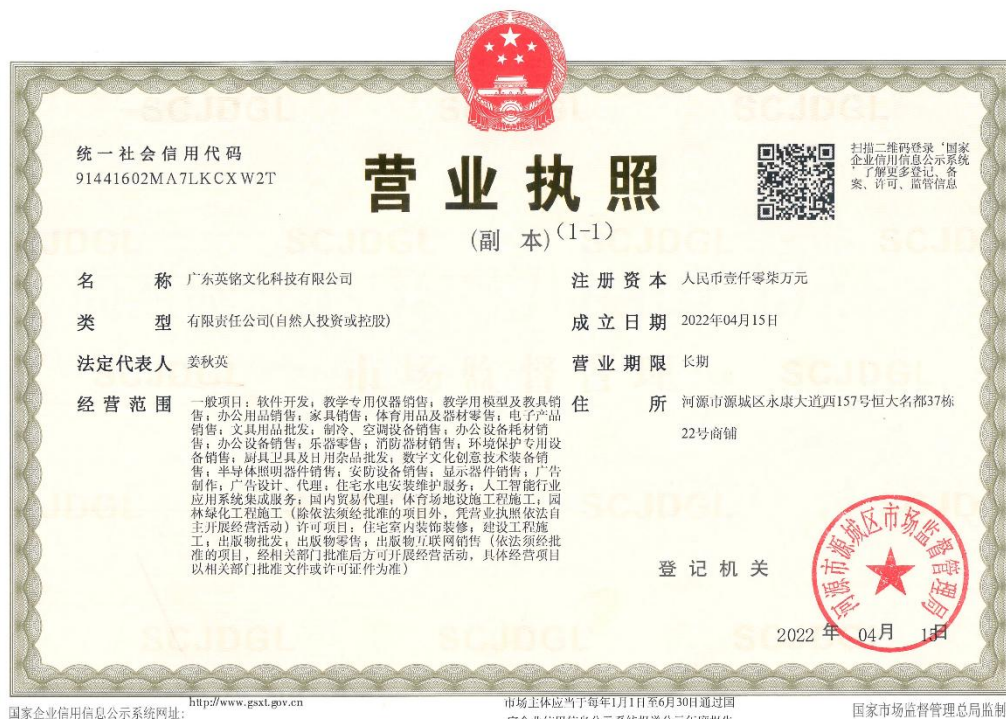 统一社会信用代码
91441602MA7LKCXW2T
营业执照
(副 本)(1-1)
扫描二维码登录‘国家
企业信用信息公示系统
’了解更多登记、备
案、许可、监管信息
名 称 广东英铭文化科技有限公司
类 型 有限责任公司(自然人投资或控股)
法定代表人 姜秋英
经营范围 一般项目：软件开发；教学专用仪器销售；教学用模型及教具销
售；办公用品销售；家具销售；体育用品及器材零售；电子产品
销售；文具用品批发；制冷、空调设备销售；办公设备耗材销
售；办公设备销售；乐器零售；消防器材销售；环境保护专用设
备销售；厨具卫具及日用杂品批发；数字文化创意技术装备销
售；半导体照明器件销售；安防设备销售；显示器件销售；广告
制作；广告设计、代理；住宅水电安装维护服务；人工智能行业
应用系统集成服务；国内贸易代理；体育场地设施工程施工；园
林绿化工程施工（除依法须经批准的项目外，凭营业执照依法自
主开展经营活动）许可项目：住宅室内装饰装修；建设工程施
工；出版物批发；出版物零售；出版物互联网销售（依法须经批
准的项目，经相关部门批准后方可开展经营活动，具体经营项目
以相关部门批准文件或许可证件为准）
注册资本 人民币壹仟零柒万元
成立日期 2022年04月15日
营业期限 长期
住 所 河源市源城区永康大道西157号恒大名都37栋
22号商铺
登记机关
河源市源城区市场监督管理局
2022 年 04月 15日
国家企业信用信息公示系统网址:
http://www.gsxt.gov.cn
市场主体应当于每年1月1日至6月30日通过国
家企业信用信息公示系统报送公示年度报告
国家市场监督管理总局监制
SCJDGL